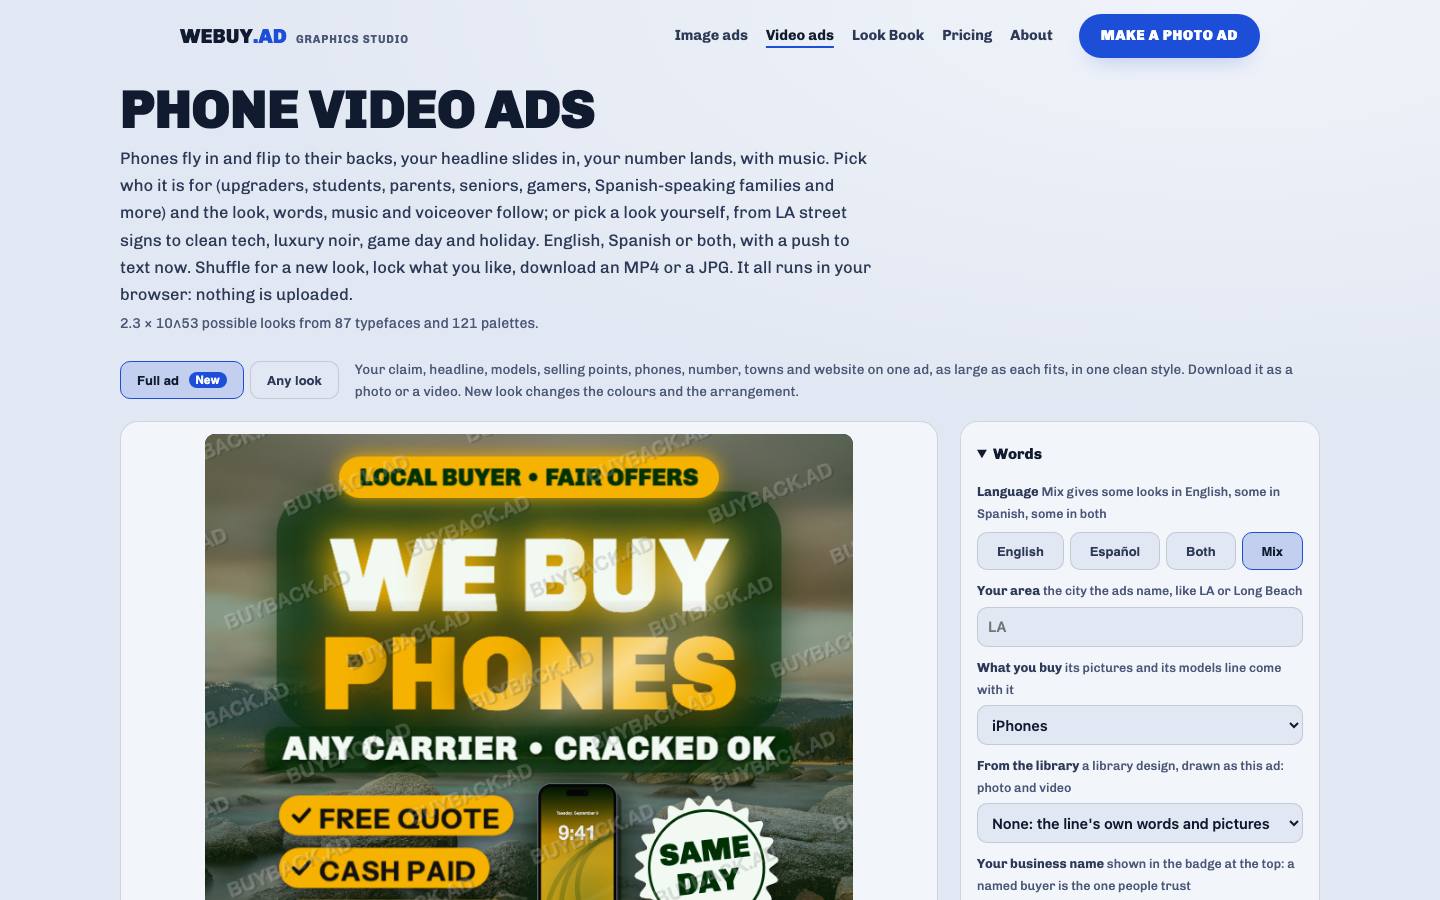 WEBUY.AD GRAPHICS STUDIO
Image ads
Video ads
Look Book
Pricing
About
MAKE A PHOTO AD
PHONE VIDEO ADS
Phones fly in and flip to their backs, your headline slides in, your number lands, with music. Pick
who it is for (upgraders, students, parents, seniors, gamers, Spanish-speaking families and
more) and the look, words, music and voiceover follow; or pick a look yourself, from LA street
signs to clean tech, luxury noir, game day and holiday. English, Spanish or both, with a push to
text now. Shuffle for a new look, lock what you like, download an MP4 or a JPG. It all runs in your
browser: nothing is uploaded.
2.3 × 10^53 possible looks from 87 typefaces and 121 palettes.
Full ad New
Any look
Your claim, headline, models, selling points, phones, number, towns and website on one ad, as large as each fits, in one clean style. Download it as a
photo or a video. New look changes the colours and the arrangement.
LOCAL BUYER • FAIR OFFERS
WE BUY
PHONES
ANY CARRIER • CRACKED OK
FREE QUOTE
CASH PAID
9:41
SAME
DAY
BUYBACK.AD
Words
Language Mix gives some looks in English, some in
Spanish, some in both
English
Español
Both
Mix
Your area the city the ads name, like LA or Long Beach
LA
What you buy its pictures and its models line come
with it
iPhones
From the library a library design, drawn as this ad:
photo and video
None: the line's own words and pictures
Your business name shown in the badge at the top: a
named buyer is the one people trust